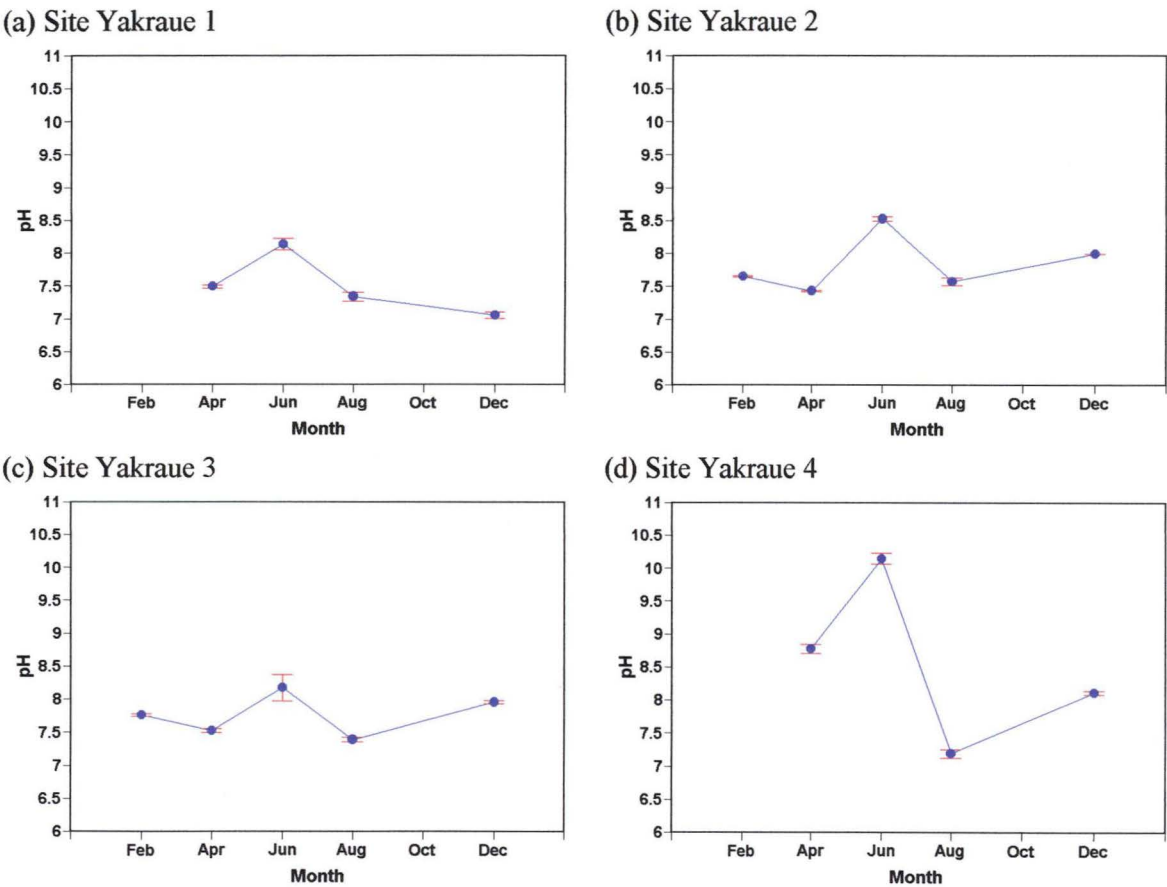 (a) Site Yakraue 1
11
10.5
10
9.5
9
8.5
8
7.5
7
6.5
6
pH
Feb Apr Jun Aug Oct Dec
Month
(b) Site Yakraue 2
11
10.5
10
9.5
9
8.5
8
7.5
7
6.5
6
pH
Feb Apr Jun Aug Oct Dec
Month
(c) Site Yakraue 3
11
10.5
10
9.5
9
8.5
8
7.5
7
6.5
6
pH
Feb Apr Jun Aug Oct Dec
Month
(d) Site Yakraue 4
11
10.5
10
9.5
9
8.5
8
7.5
7
6.5
6
pH
Feb Apr Jun Aug Oct Dec
Month